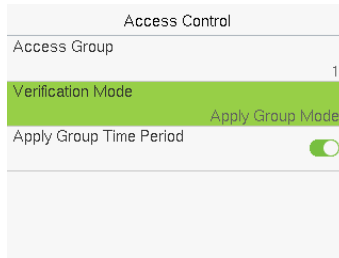 Access Control
Access Group
1
Verification Mode
Apply Group Mode
Apply Group Time Period